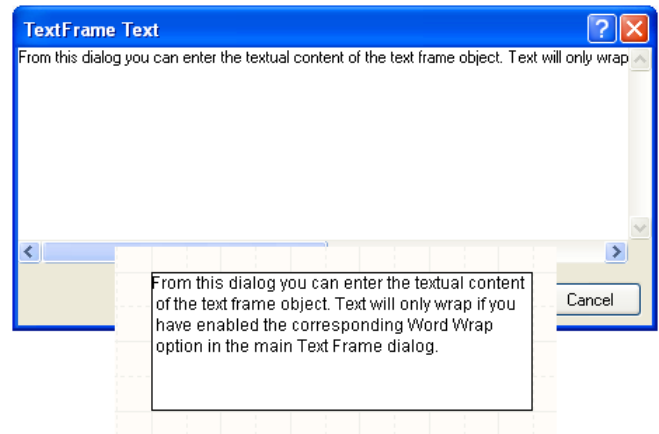 TextFrame Text
From this dialog you can enter the textual content of the text frame object. Text will only wrap
From this dialog you can enter the textual content
of the text frame object. Text will only wrap if you
have enabled the corresponding Word Wrap
option in the main Text Frame dialog.
Cancel